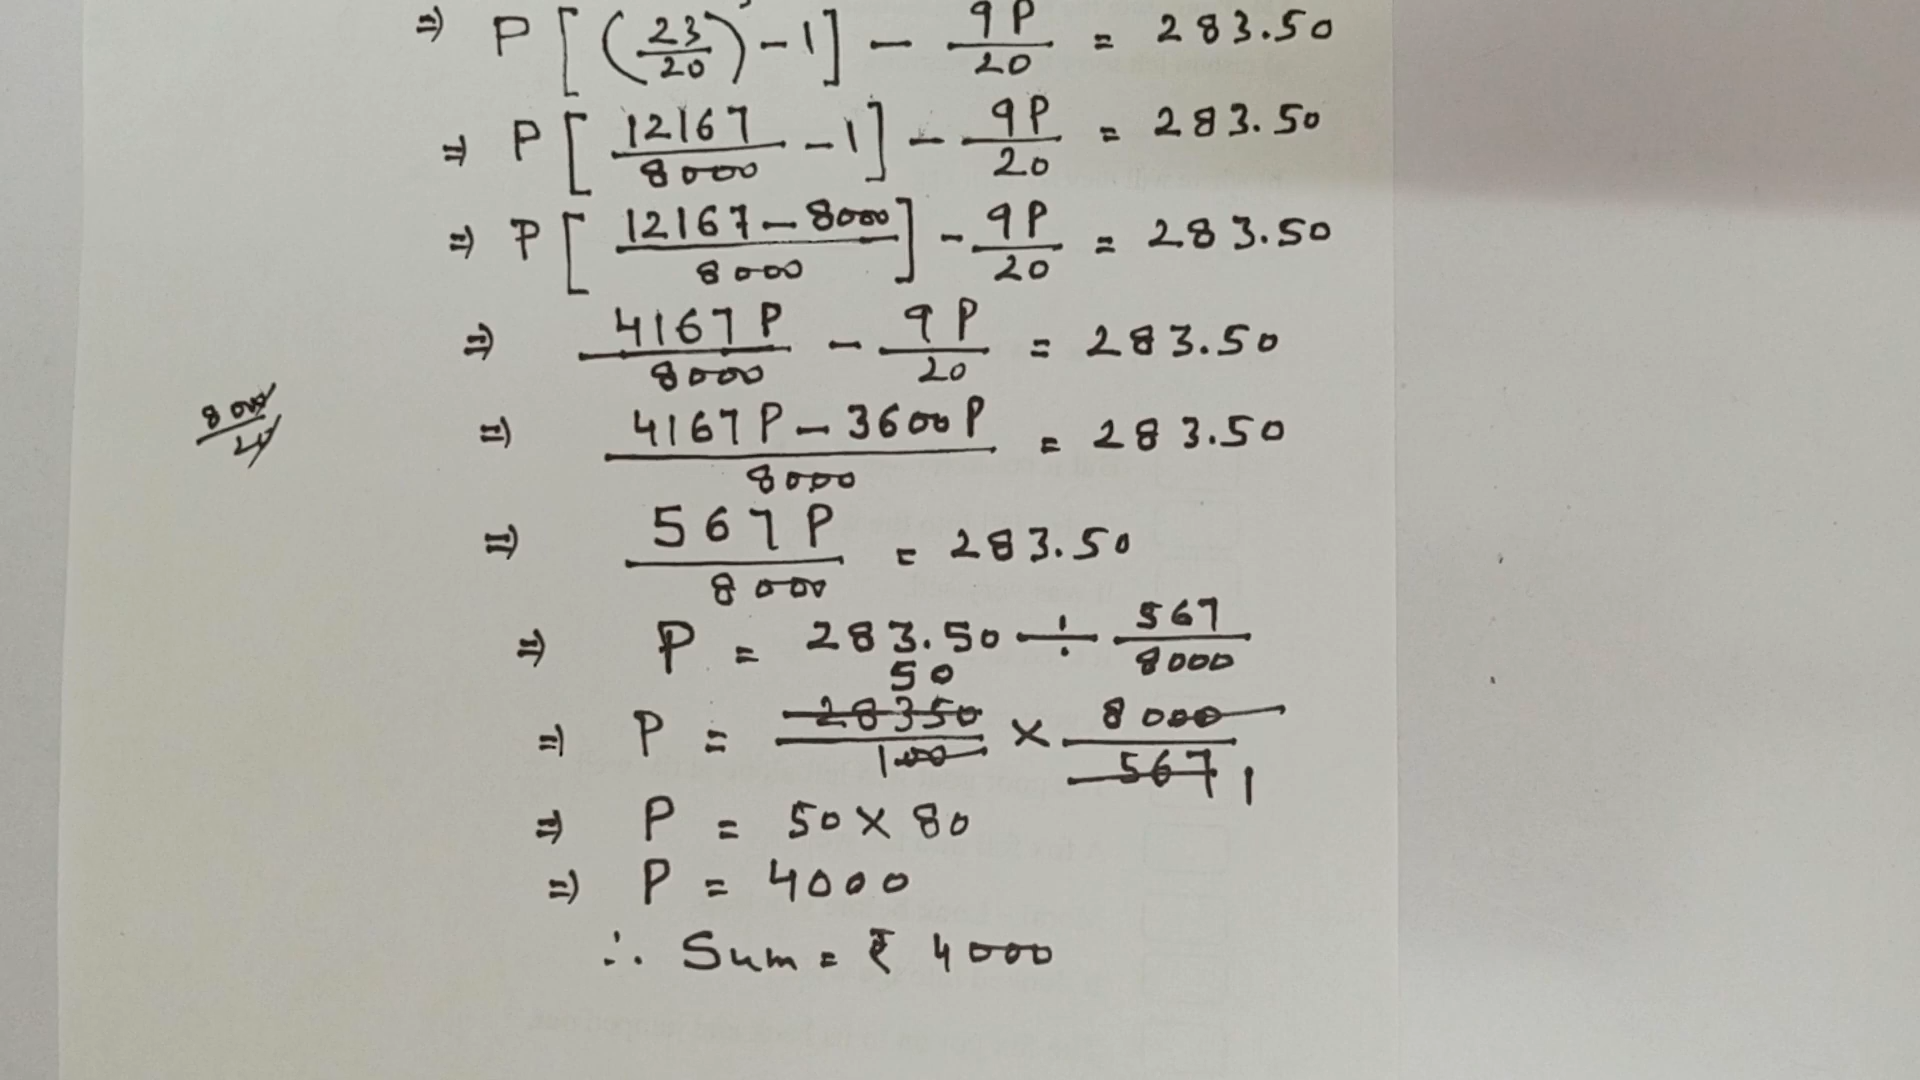 ⇒ P[(23/20) - 1] - 9P/20 = 283.50
⇒ P[12167/8000 - 1] - 9P/20 = 283.50
⇒ P[12167 - 8000/8000] - 9P/20 = 283.50
⇒ 4167P/8000 - 9P/20 = 283.50
8000/20
⇒ 4167P - 3600P/8000 = 283.50
⇒ 567P/8000 = 283.50
⇒ P = 283.50 ÷ 567/8000
50
⇒ P = 28350/100 × 8000/567 1
⇒ P = 50 × 80
⇒ P = 4000
∴ Sum = ₹ 4000